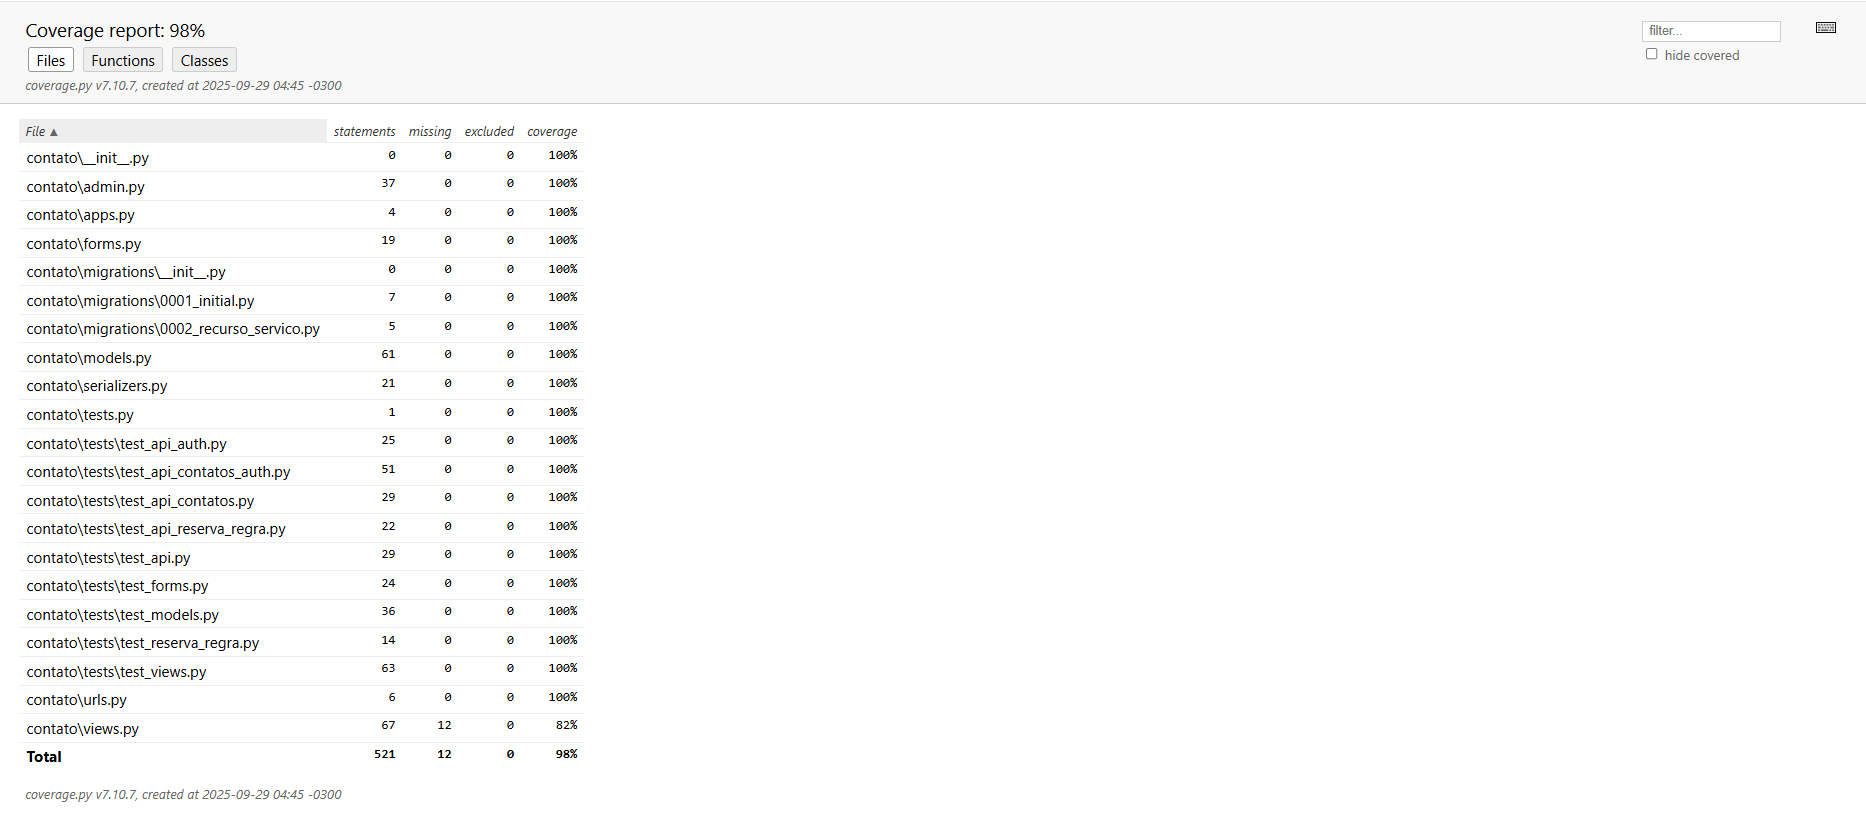 Coverage report: 98%
filter...
Files Functions Classes
hide covered
coverage.py v7.10.7, created at 2025-09-29 04:45 -0300
File ▲ statements missing excluded coverage
contato\__init__.py 0 0 0 100%
contato\admin.py 37 0 0 100%
contato\apps.py 4 0 0 100%
contato\forms.py 19 0 0 100%
contato\migrations\__init__.py 0 0 0 100%
contato\migrations\0001_initial.py 7 0 0 100%
contato\migrations\0002_recurso_servico.py 5 0 0 100%
contato\models.py 61 0 0 100%
contato\serializers.py 21 0 0 100%
contato\tests.py 1 0 0 100%
contato\tests\test_api_auth.py 25 0 0 100%
contato\tests\test_api_contatos_auth.py 51 0 0 100%
contato\tests\test_api_contatos.py 29 0 0 100%
contato\tests\test_api_reserva_regra.py 22 0 0 100%
contato\tests\test_api.py 29 0 0 100%
contato\tests\test_forms.py 24 0 0 100%
contato\tests\test_models.py 36 0 0 100%
contato\tests\test_reserva_regra.py 14 0 0 100%
contato\tests\test_views.py 63 0 0 100%
contato\urls.py 6 0 0 100%
contato\views.py 67 12 0 82%
Total 521 12 0 98%
coverage.py v7.10.7, created at 2025-09-29 04:45 -0300